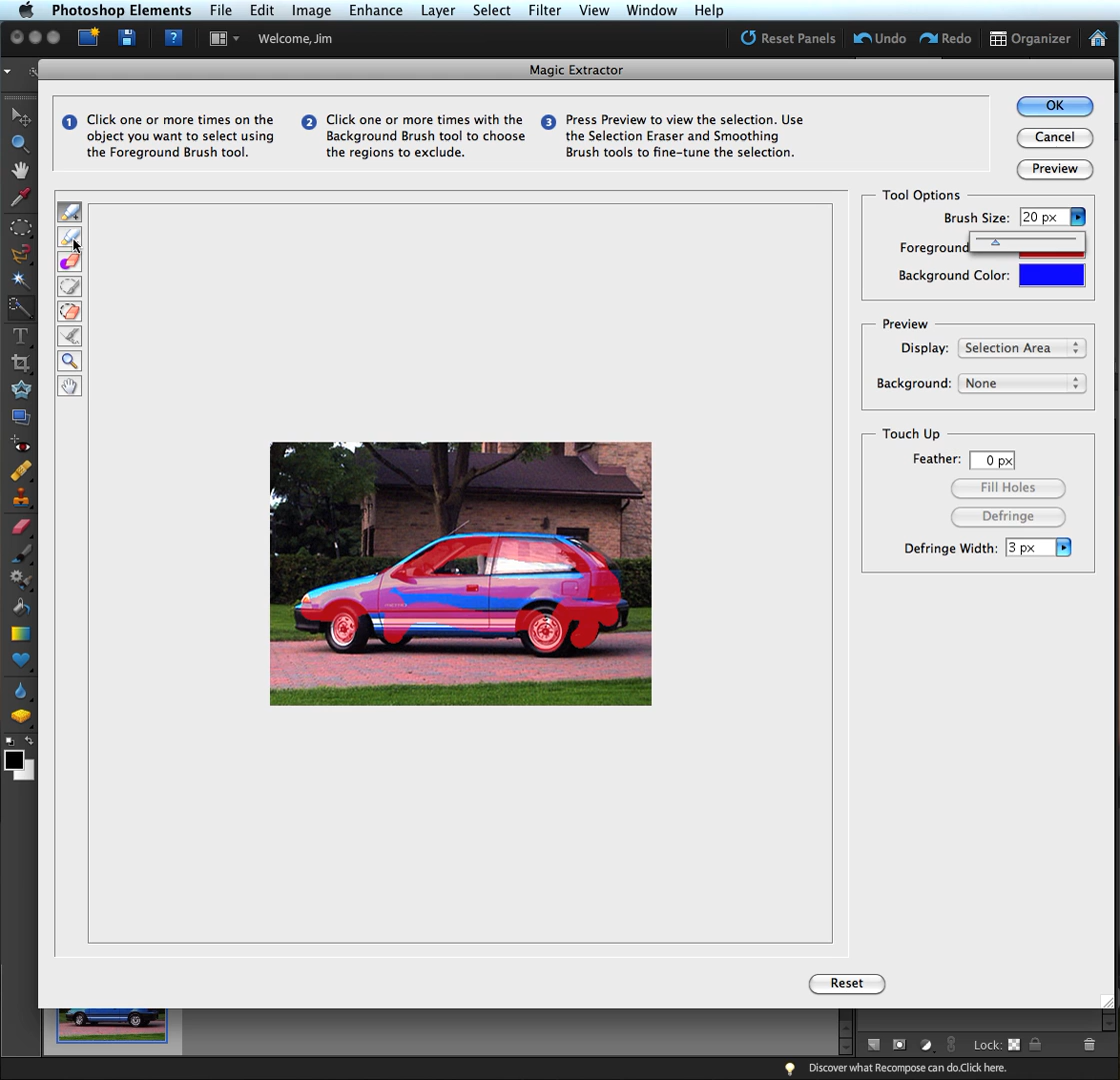 Photoshop Elements File Edit Image Enhance Layer Select Filter View Window Help
? Welcome, Jim Reset Panels Undo Redo Organizer
Magic Extractor
1 Click one or more times on the
object you want to select using
the Foreground Brush tool.
2 Click one or more times with the
Background Brush tool to choose
the regions to exclude.
3 Press Preview to view the selection. Use
the Selection Eraser and Smoothing
Brush tools to fine-tune the selection.
OK
Cancel
Preview
Tool Options
Brush Size: 20 px
Foreground
Background Color:
Preview
Display: Selection Area
Background: None
Touch Up
Feather: 0 px
Fill Holes
Defringe
Defringe Width: 3 px
T
Reset
Lock:
Discover what Recompose can do.Click here.